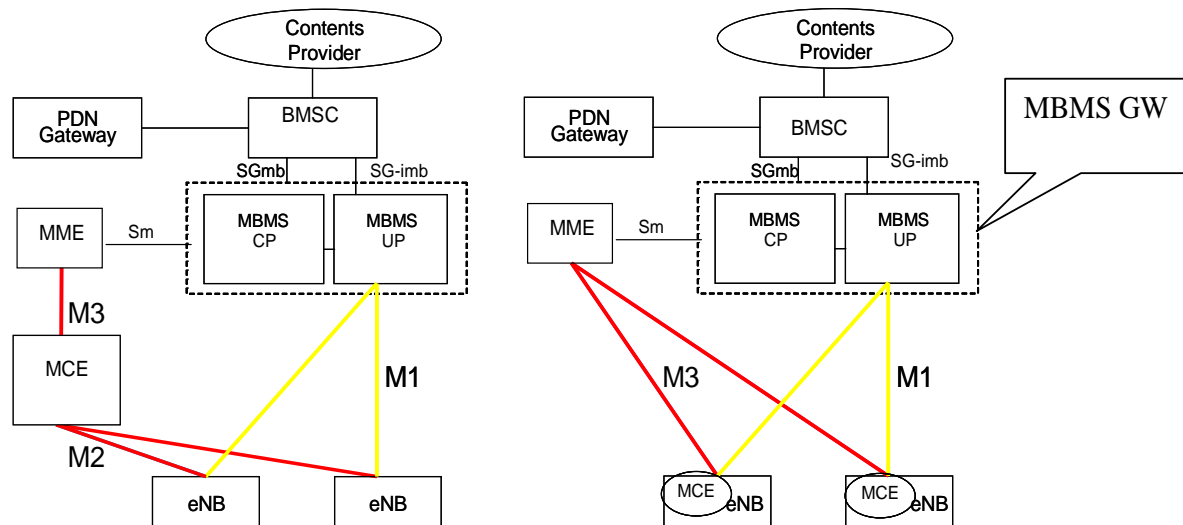 Contents
Provider
PDN
Gateway
BMSC
SGmb
SG-imb
MME
Sm
MBMS
CP
MBMS
UP
M3
MCE
M1
M2
eNB
eNB
Contents
Provider
MBMS GW
PDN
Gateway
BMSC
SGmb
SG-imb
MME
Sm
MBMS
CP
MBMS
UP
M3
M1
MCE
eNB
MCE
eNB